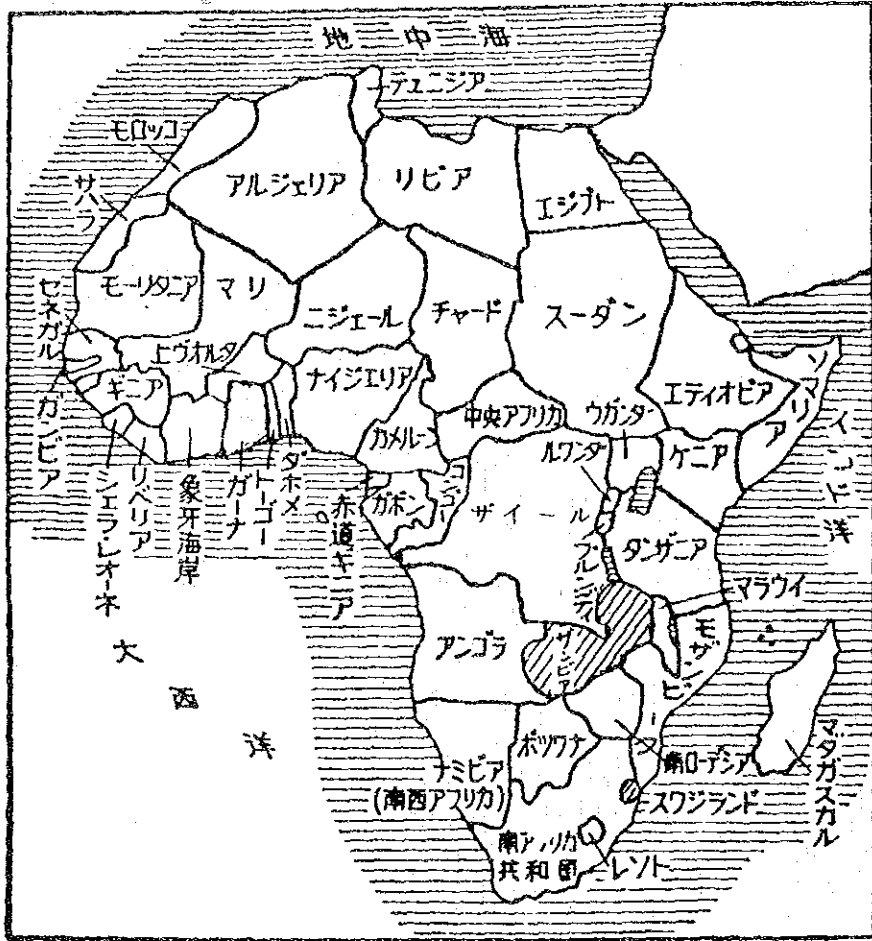 地中海
テュニジア
モロッコ
アルジェリア
リビア
エジプト
サハラ
モーリタニア
マリ
ニジェール
チャード
スーダン
セネガル
上ヴォルタ
ナイジェリア
エティオピア
ソマリア
ギニア
中央アフリカ
ウガンダ
カメルーン
ケニア
ガンビア
ルワンダ
インド洋
シェラ・レオーネ
リベリア
象牙海岸
ガーナ
トーゴー
ダホメ
赤道ギニア
ガボン
コンゴー
ザイール
ブルンディ
タンザニア
マラウイ
アンゴラ
ザンビア
モザンビーク
大西洋
ボツワナ
南ローデシア
マダガスカル
ナミビア
(南西アフリカ)
スワジランド
南アフリカ
共和国
レソト